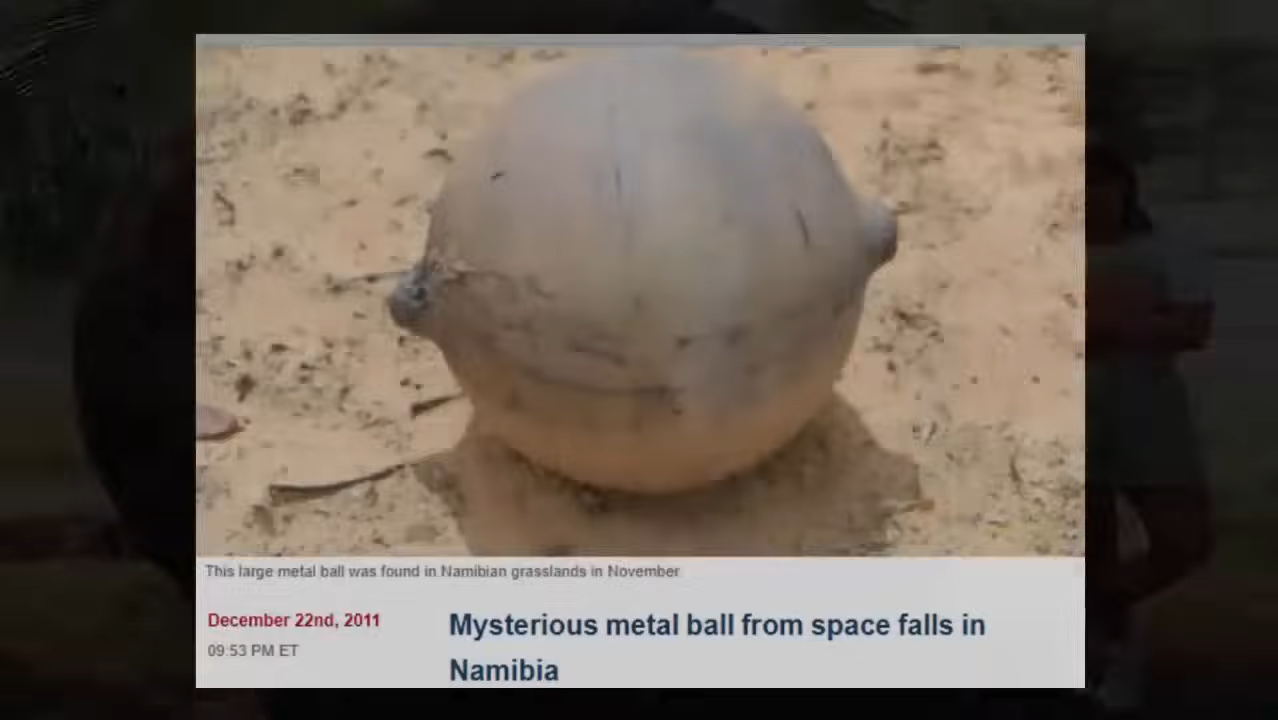 This large metal ball was found in Namibian grasslands in November
December 22nd, 2011
09:53 PM ET
Mysterious metal ball from space falls in
Namibia